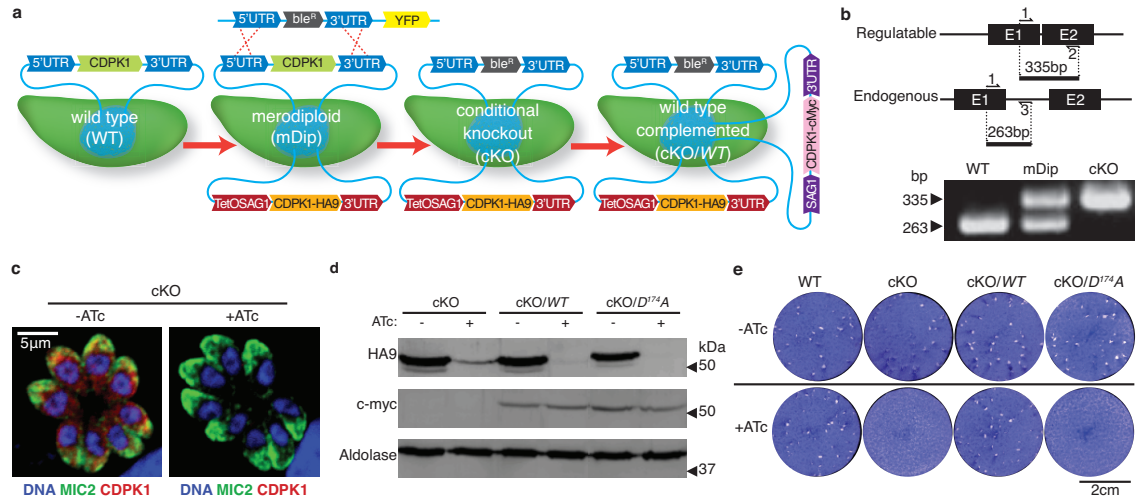 a
5'UTR bleR 3'UTR YFP
5'UTR CDPK1 3'UTR
5'UTR CDPK1 3'UTR
5'UTR bleR 3'UTR
5'UTR bleR 3'UTR
wild type
(WT)
merodiploid
(mDip)
conditional
knockout
(cKO)
wild type
complemented
(cKO/WT)
TetOSAG1 CDPK1-HA9 3'UTR
TetOSAG1 CDPK1-HA9 3'UTR
TetOSAG1 CDPK1-HA9 3'UTR
SAG1 CDPK1-cMyc 3'UTR
b
Regulatable
E1
1
E2
2
335bp
Endogenous
E1
1
3
E2
263bp
WT mDip cKO
bp
335
263
c
cKO
-ATc +ATc
5µm
DNA MIC2 CDPK1
DNA MIC2 CDPK1
d
cKO cKO/WT cKO/D174A
ATc: - + - + - +
kDa
HA9
50
c-myc
50
Aldolase
37
e
WT cKO cKO/WT cKO/D174A
-ATc
+ATc
2cm